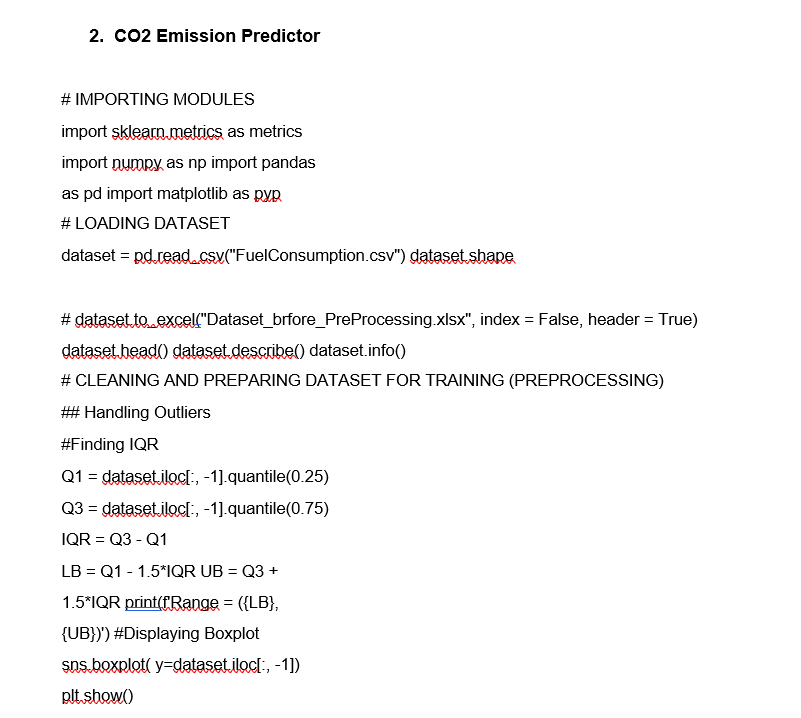 2. CO2 Emission Predictor
# IMPORTING MODULES
import sklearn.metrics as metrics
import numpy as np import pandas
as pd import matplotlib as pyp
# LOADING DATASET
dataset = pd.read_csv("FuelConsumption.csv") dataset.shape
# dataset.to_excel("Dataset_brfore_PreProcessing.xlsx", index = False, header = True)
dataset.head() dataset.describe() dataset.info()
# CLEANING AND PREPARING DATASET FOR TRAINING (PREPROCESSING)
## Handling Outliers
#Finding IQR
Q1 = dataset.iloc[:, -1].quantile(0.25)
Q3 = dataset.iloc[:, -1].quantile(0.75)
IQR = Q3 - Q1
LB = Q1 - 1.5*IQR UB = Q3 +
1.5*IQR print(f'Range = ({LB},
{UB})') #Displaying Boxplot
sns.boxplot( y=dataset.iloc[:, -1])
plt.show()